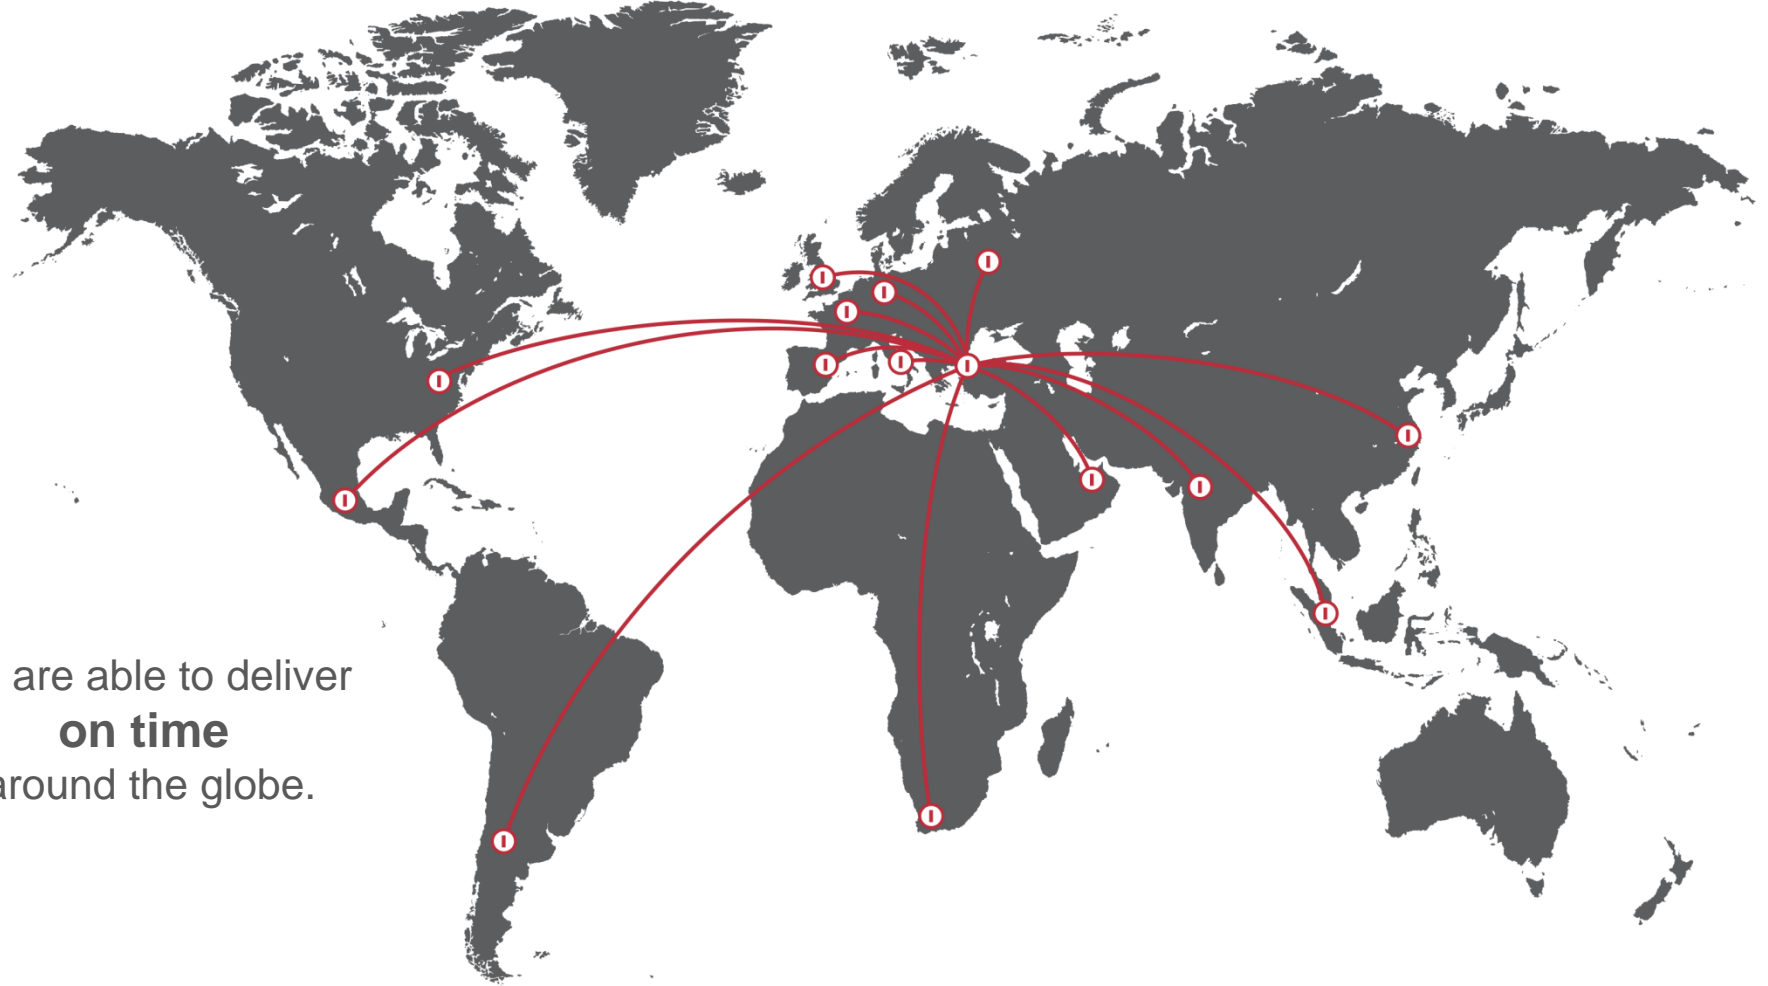 are able to deliver
on time
around the globe.